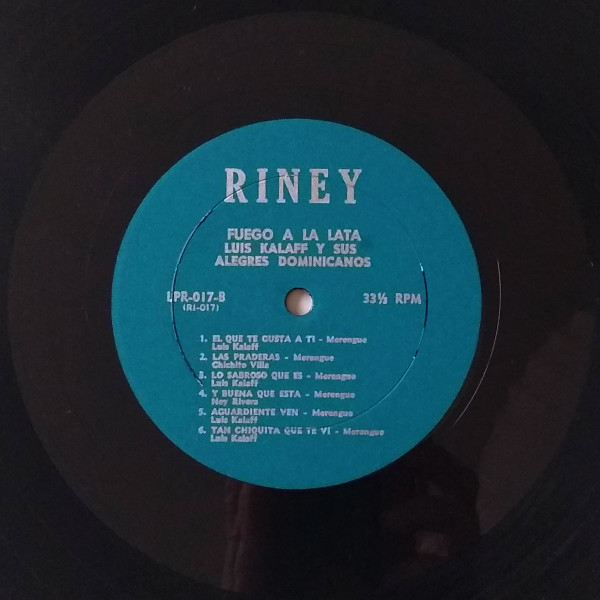 RINEY
FUEGO A LA LATA
LUIS KALAFF Y SUS
ALEGRES DOMINICANOS
LPR-017-B 33⅓ RPM
(RI-017)
1. EL QUE TE GUSTA A TI - Merengue
Luis Kalaff
2. LAS PRADERAS - Merengue
Chichito Villa
3. LO SABROSO QUE ES - Merengue
Luis Kalaff
4. Y BUENA QUE ESTA - Merengue
Ney Rivera
5. AGUARDIENTE VEN - Merengue
Luis Kalaff
6. TAN CHIQUITA QUE TE VI - Merengue
Luis Kalaff